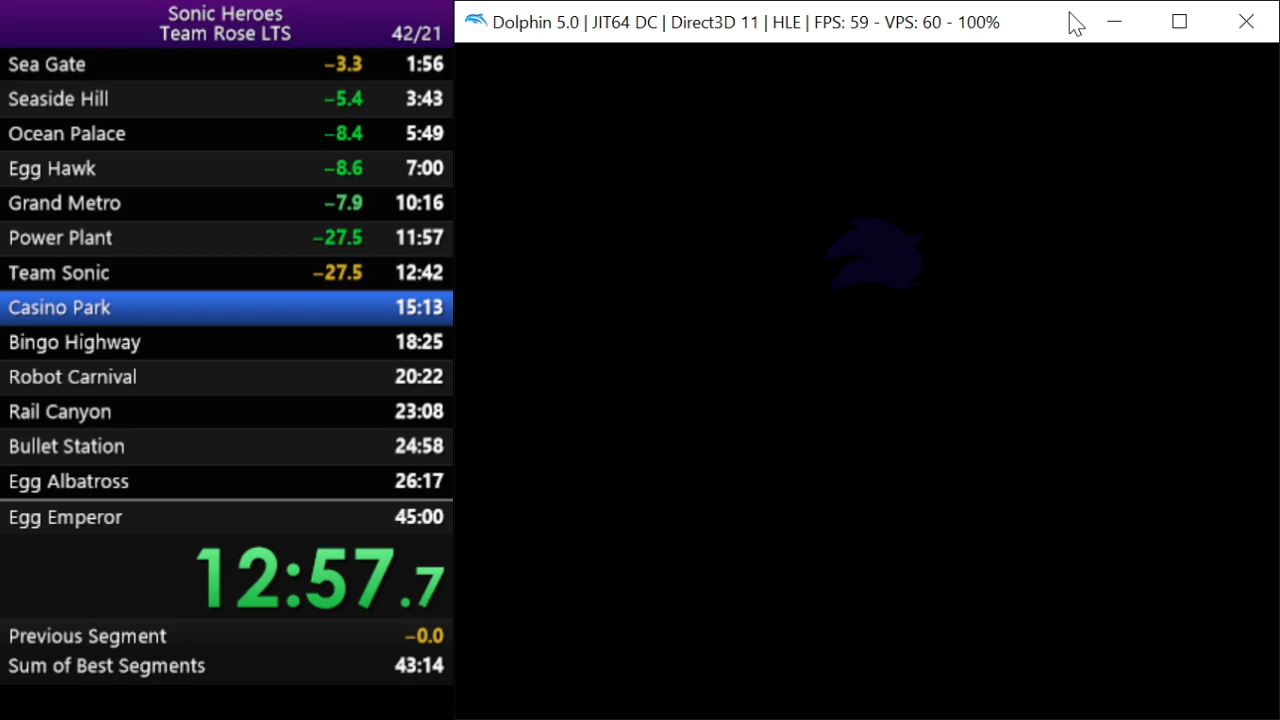 Sonic Heroes
Team Rose LTS 42/21
Sea Gate −3.3 1:56
Seaside Hill −5.4 3:43
Ocean Palace −8.4 5:49
Egg Hawk −8.6 7:00
Grand Metro −7.9 10:16
Power Plant −27.5 11:57
Team Sonic −27.5 12:42
Casino Park 15:13
Bingo Highway 18:25
Robot Carnival 20:22
Rail Canyon 23:08
Bullet Station 24:58
Egg Albatross 26:17
Egg Emperor 45:00
12:57.7
Previous Segment −0.0
Sum of Best Segments 43:14
Dolphin 5.0 | JIT64 DC | Direct3D 11 | HLE | FPS: 59 - VPS: 60 - 100%